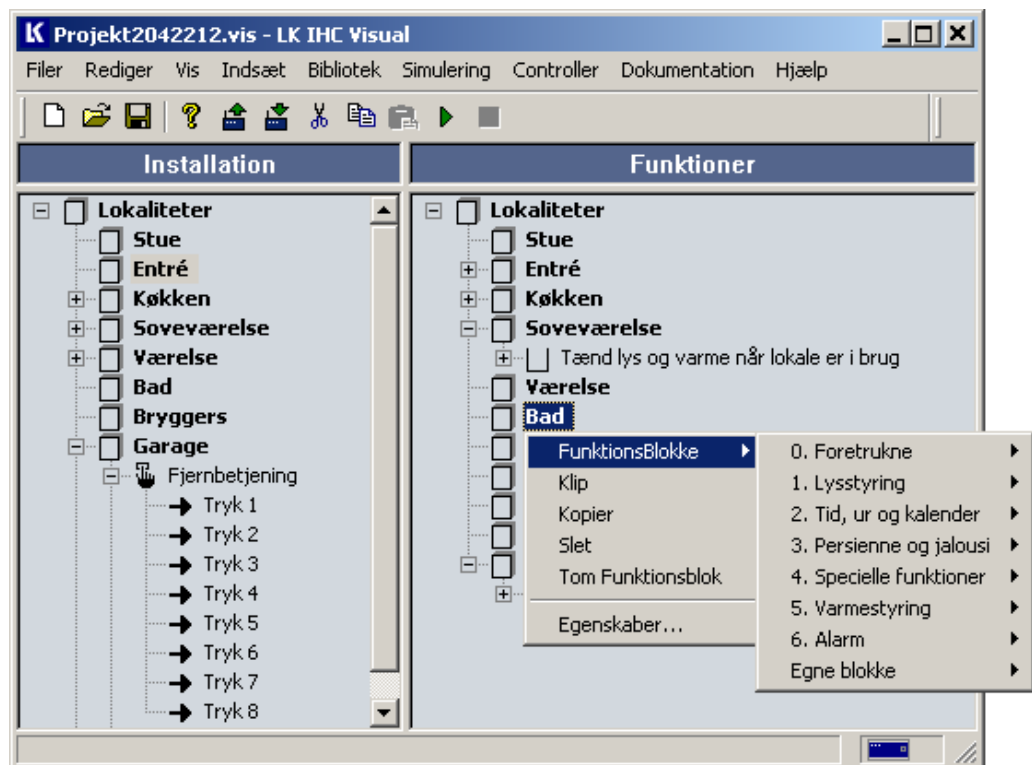 Projekt2042212.vis - LK IHC Visual
Filer Rediger Vis Indsæt Bibliotek Simulering Controller Dokumentation Hjælp
Installation
Lokaliteter
Stue
Entré
Køkken
Soveværelse
Værelse
Bad
Bryggers
Garage
Fjernbetjening
Tryk 1
Tryk 2
Tryk 3
Tryk 4
Tryk 5
Tryk 6
Tryk 7
Tryk 8
Funktioner
Lokaliteter
Stue
Entré
Køkken
Soveværelse
Tænd lys og varme når lokale er i brug
Værelse
Bad
FunktionsBlokke
Klip
Kopier
Slet
Tom Funktionsblok
Egenskaber...
0. Foretrukne
1. Lysstyring
2. Tid, ur og kalender
3. Persienne og jalousi
4. Specielle funktioner
5. Varmestyring
6. Alarm
Egne blokke